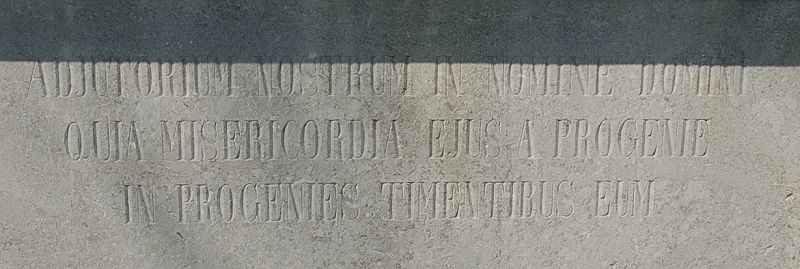 ADJUTORIUM NOSTRUM IN NOMINE DOMINI
QUIA MISERICORDIA EJUS A PROGENIE
IN PROGENIES TIMENTIBUS EUM.